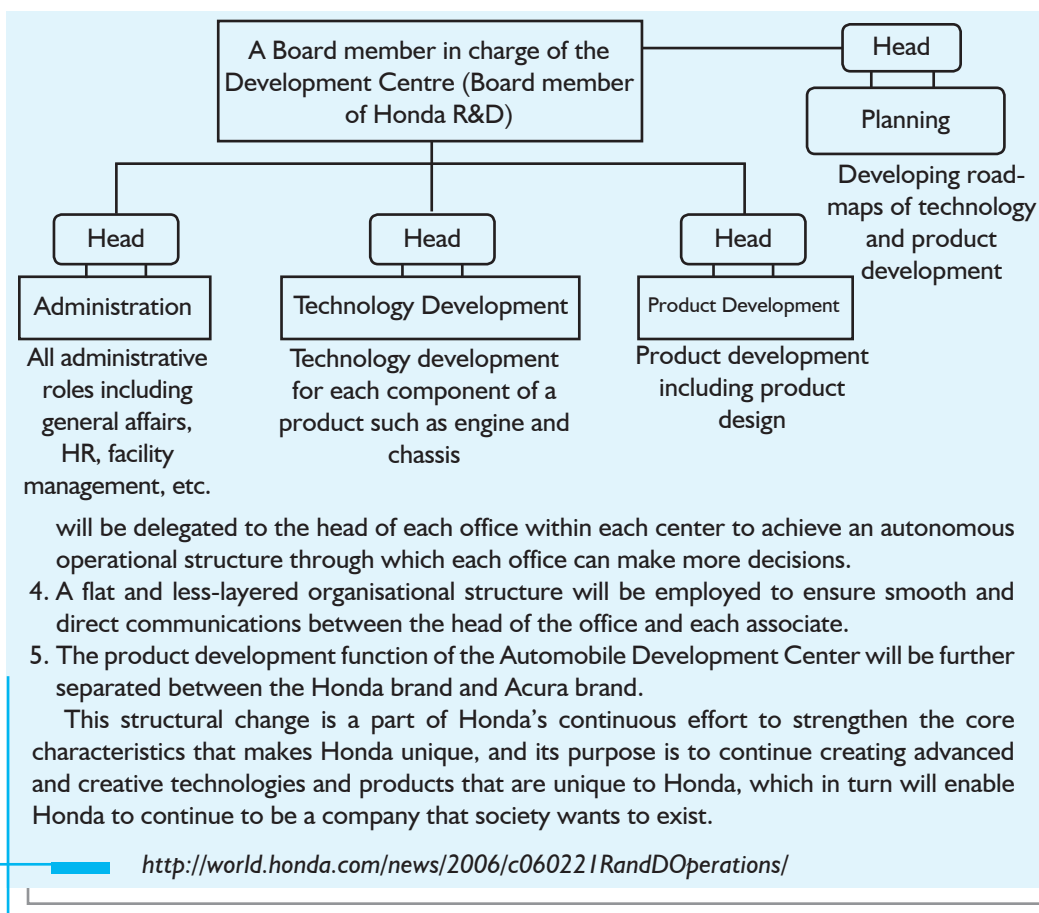 A Board member in charge of the
Development Centre (Board member
of Honda R&D)
Head
Planning
Developing road-
maps of technology
and product
development
Head
Administration
All administrative
roles including
general affairs,
HR, facility
management, etc.
Head
Technology Development
Technology development
for each component of a
product such as engine and
chassis
Head
Product Development
Product development
including product
design
will be delegated to the head of each office within each center to achieve an autonomous
operational structure through which each office can make more decisions.
4. A flat and less-layered organisational structure will be employed to ensure smooth and
direct communications between the head of the office and each associate.
5. The product development function of the Automobile Development Center will be further
separated between the Honda brand and Acura brand.
This structural change is a part of Honda's continuous effort to strengthen the core
characteristics that makes Honda unique, and its purpose is to continue creating advanced
and creative technologies and products that are unique to Honda, which in turn will enable
Honda to continue to be a company that society wants to exist.
http://world.honda.com/news/2006/c060221RandDOperations/